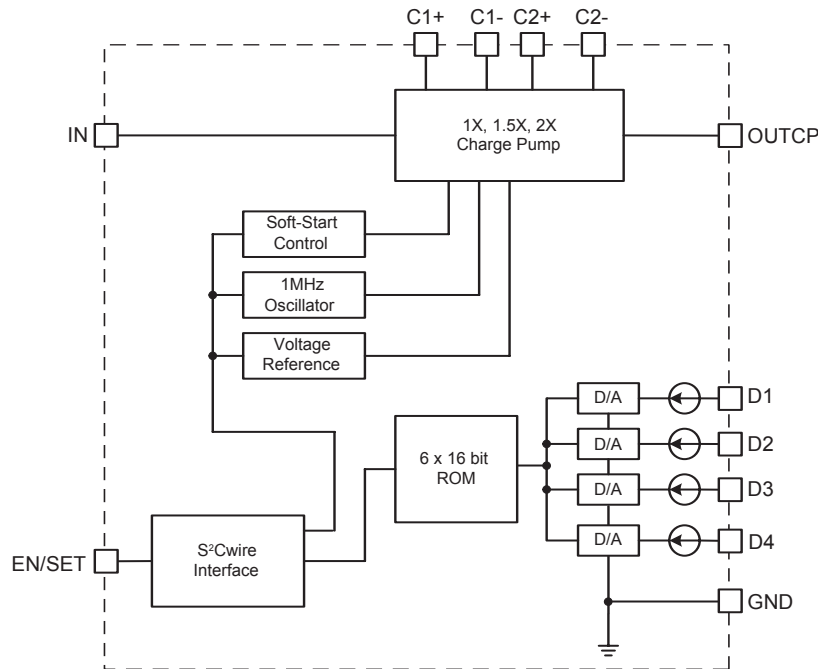 C1+ C1- C2+ C2-
IN
1X, 1.5X, 2X
Charge Pump
OUTCP
Soft-Start
Control
1MHz
Oscillator
Voltage
Reference
D/A
D1
D/A
D2
6 x 16 bit
ROM
D/A
D3
D/A
D4
EN/SET
S²Cwire
Interface
GND